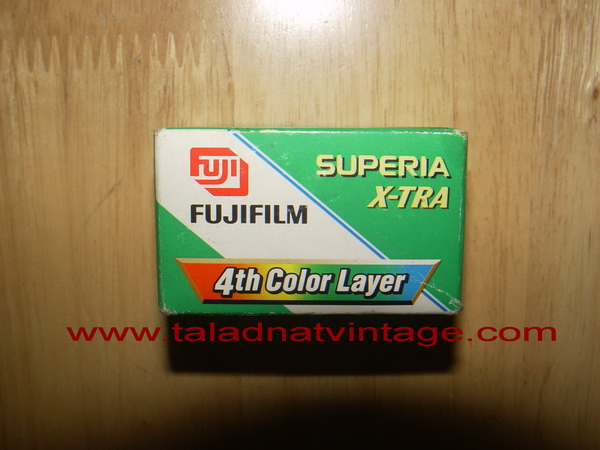 FUJI
FUJIFILM
SUPERIA
X-TRA
4th Color Layer
www.taladnatvintage.com